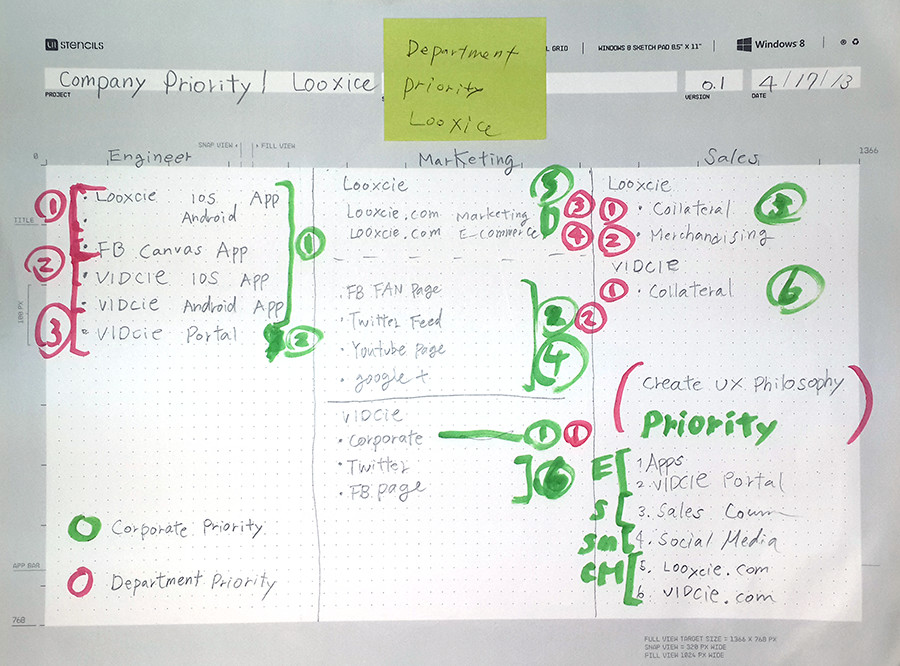 UI STENCILS
L GRID | WINDOWS 8 SKETCH PAD 8.5" X 11" | Windows 8 ® ♻
Department
priority
Looxice
Company Priority / Looxice
PROJECT
0.1
VERSION
4/17/13
DATE
0
SNAP VIEW
FILL VIEW
1366
Engineer
① • Looxcie IOS App
• Android
② • FB Canvas App
• VIDCIE IOS App
• VIDCIE Android App
③ • VIDcie Portal
①
②
Marketing
Looxcie
Looxcie.com Marketing ③
Looxcie.com E-commerce ④
FB FAN Page
• Twitter Feed ②
• Youtube page ④
• google +
VIDCIE
• Corporate ① ①
• Twitter
• FB page ⑥
Sales
Looxcie
① • Collateral
② • Merchandising
VIDCIE
① • Collateral ⑥
(Create UX Philosophy)
Priority
E 1 Apps
2. VIDCIE Portal
S 3. Sales
Sm 4. Social Media
CM 5. Looxcie.com
6. VIDCie.com
Corporate Priority
Department Priority
TITLE
100 PX
APP BAR
768
FULL VIEW TARGET SIZE = 1366 X 768 PX
SNAP VIEW = 320 PX WIDE
FILL VIEW 1024 PX WIDE